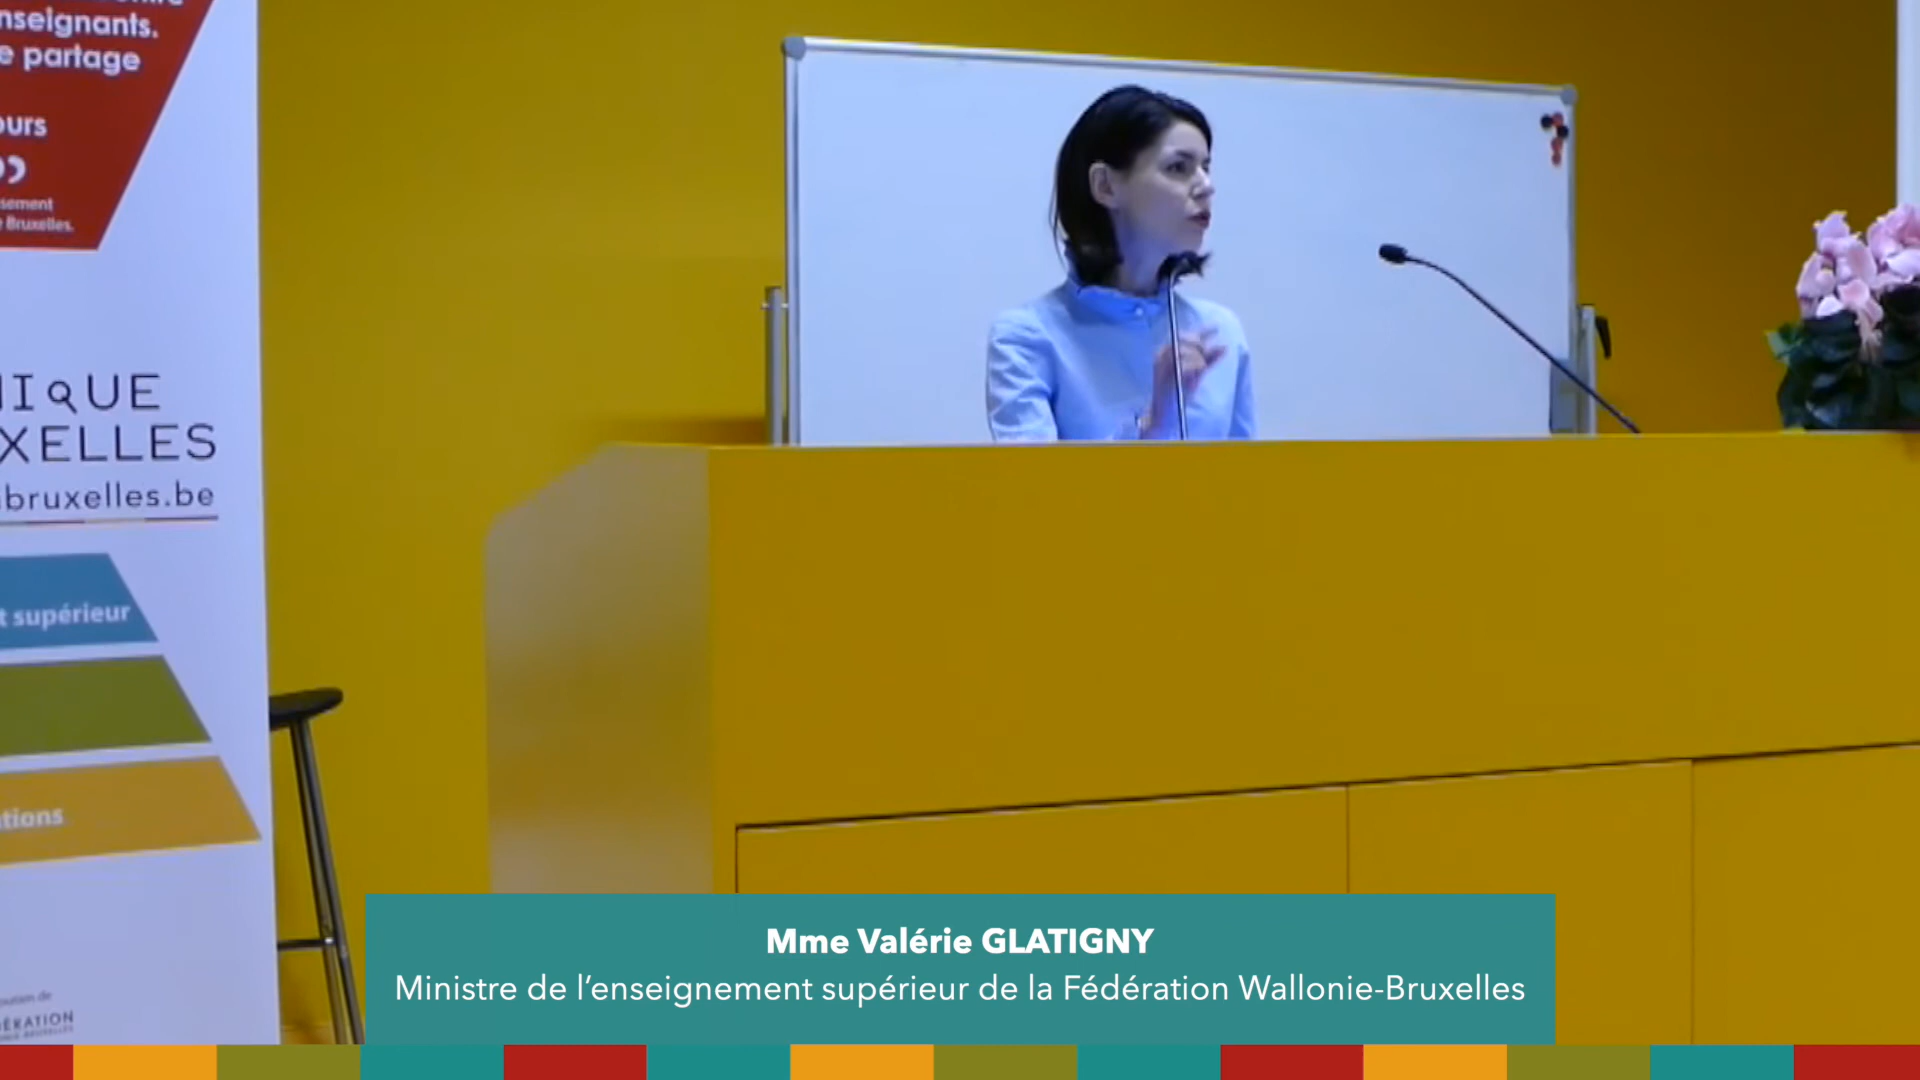 nseignants.
e partage
ours
sement
e Bruxelles.
IQUE
XELLES
bruxelles.be
t supérieur
tions
ÉRATION
Mme Valérie GLATIGNY
Ministre de l'enseignement supérieur de la Fédération Wallonie-Bruxelles